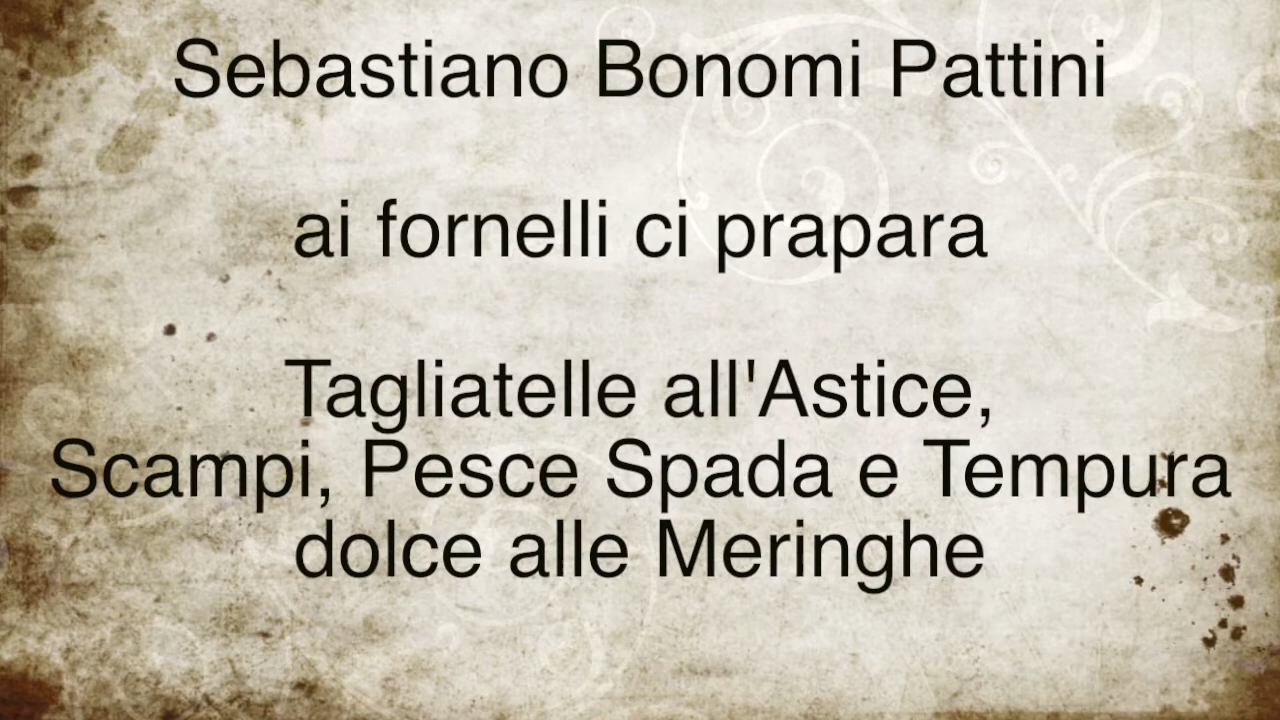 Sebastiano Bonomi Pattini
ai fornelli ci prapara
Tagliatelle all'Astice,
Scampi, Pesce Spada e Tempura
dolce alle Meringhe